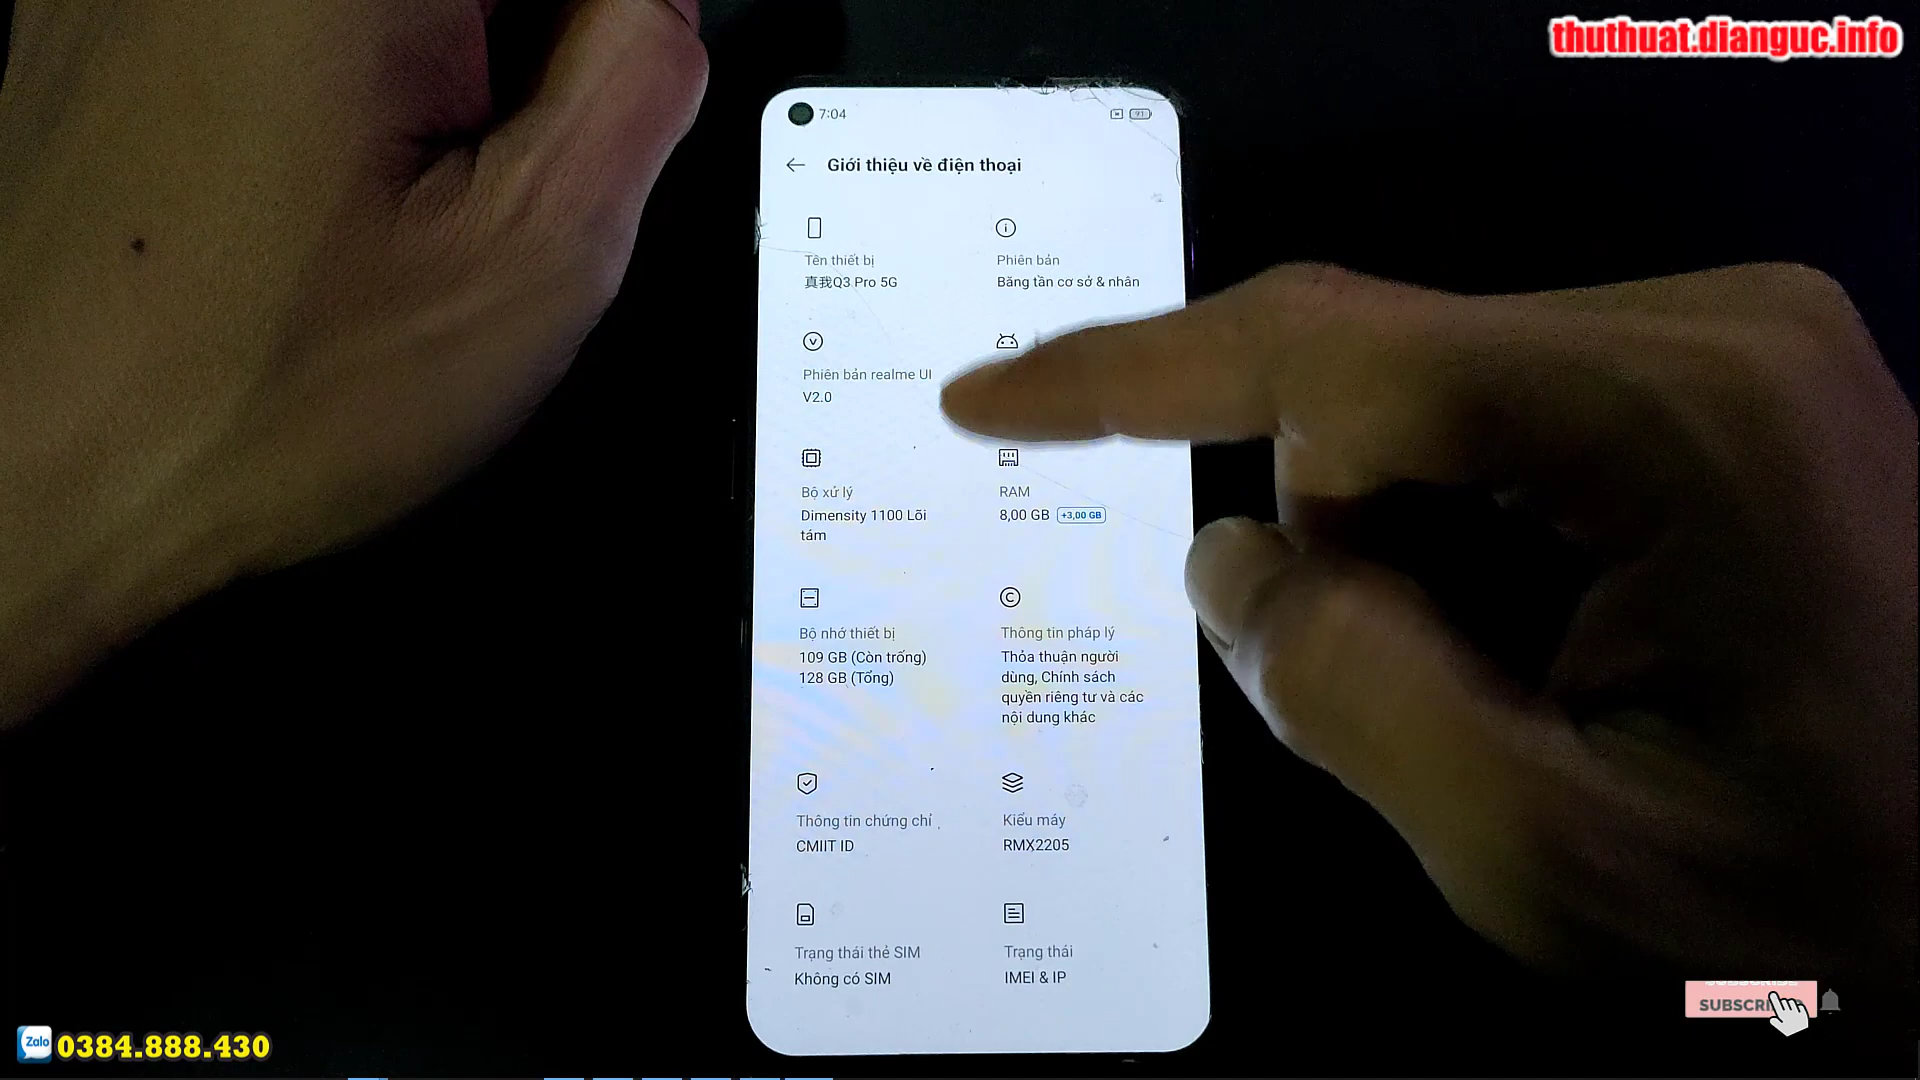 thuthuat.dianguc.info
7:04
91
Giới thiệu về điện thoại
Tên thiết bị
真我Q3 Pro 5G
Phiên bản
Băng tần cơ sở & nhân
Phiên bản realme UI
V2.0
Bộ xử lý
Dimensity 1100 Lõi
tám
RAM
8,00 GB +3,00 GB
Bộ nhớ thiết bị
109 GB (Còn trống)
128 GB (Tổng)
Thông tin pháp lý
Thỏa thuận người
dùng, Chính sách
quyền riêng tư và các
nội dung khác
Thông tin chứng chỉ
CMIIT ID
Kiểu máy
RMX2205
Trạng thái thẻ SIM
Không có SIM
Trạng thái
IMEI & IP
Zalo 0384.888.430